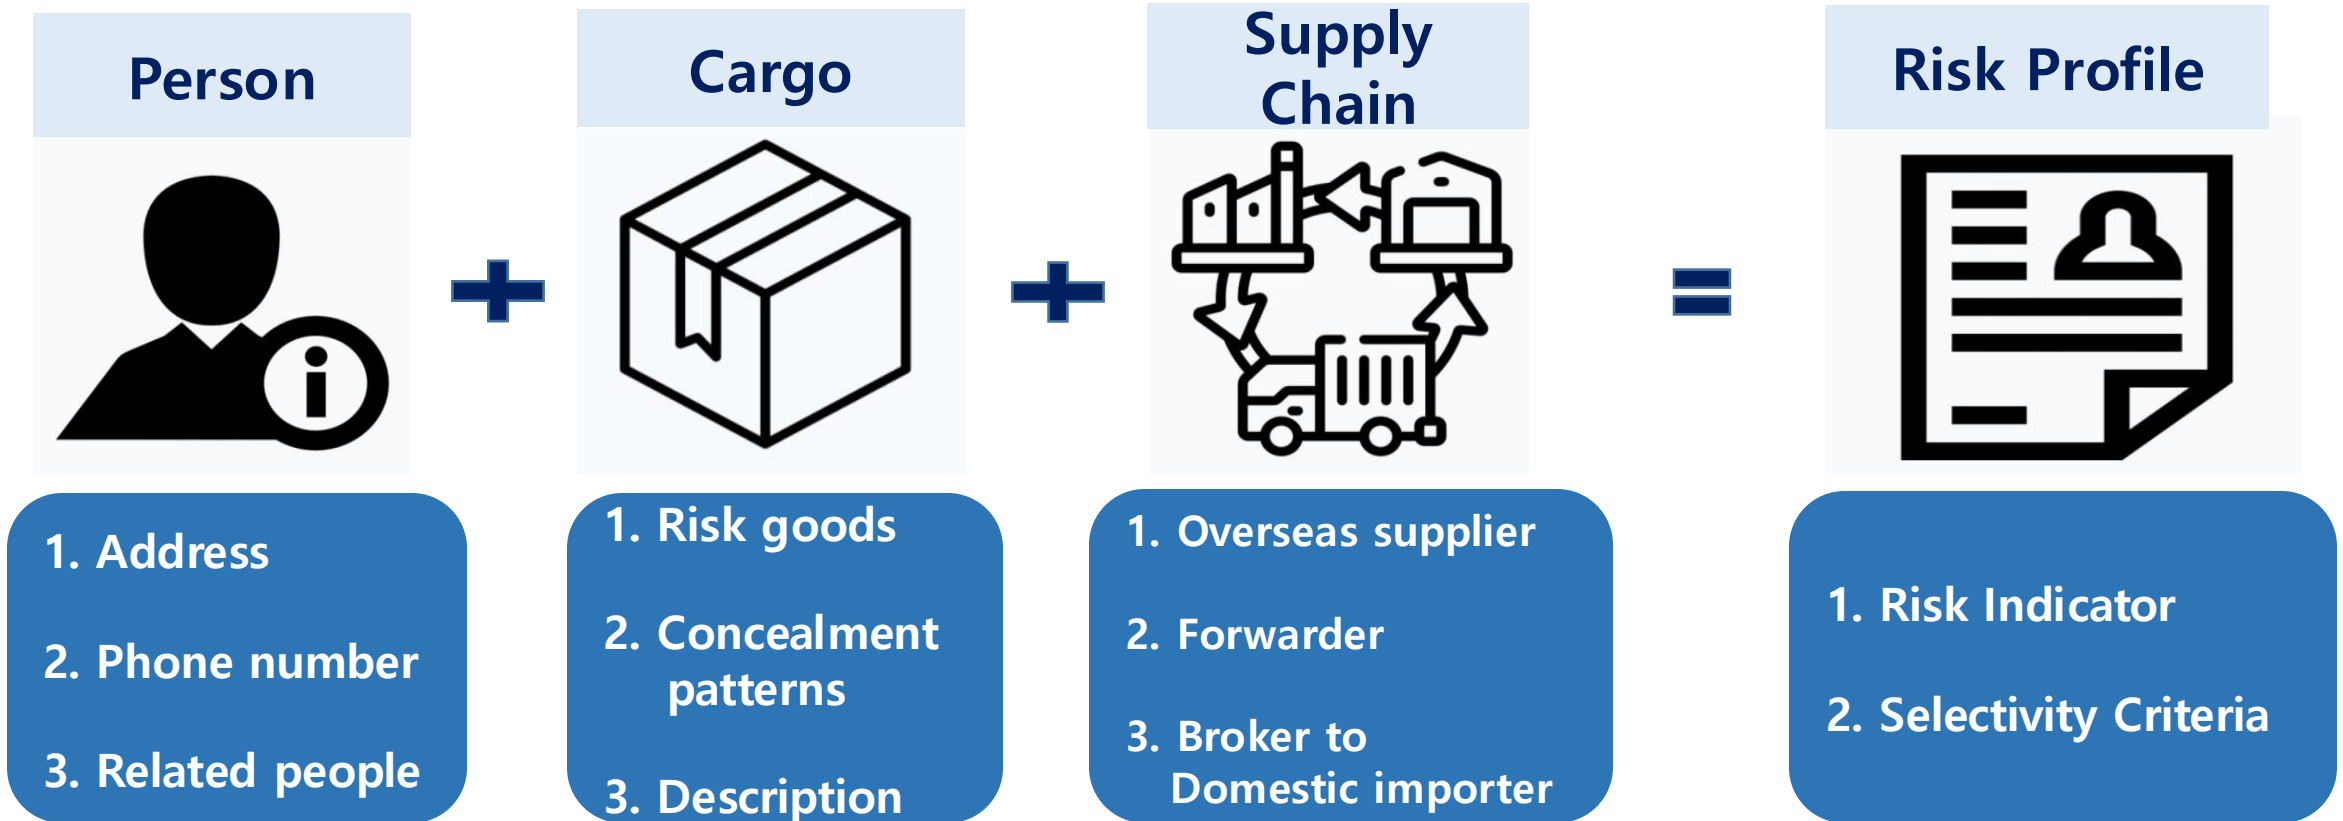 Person
1. Address
2. Phone number
3. Related people
Cargo
1. Risk goods
2. Concealment
patterns
3. Description
Supply
Chain
1. Overseas supplier
2. Forwarder
3. Broker to
Domestic importer
Risk Profile
1. Risk Indicator
2. Selectivity Criteria